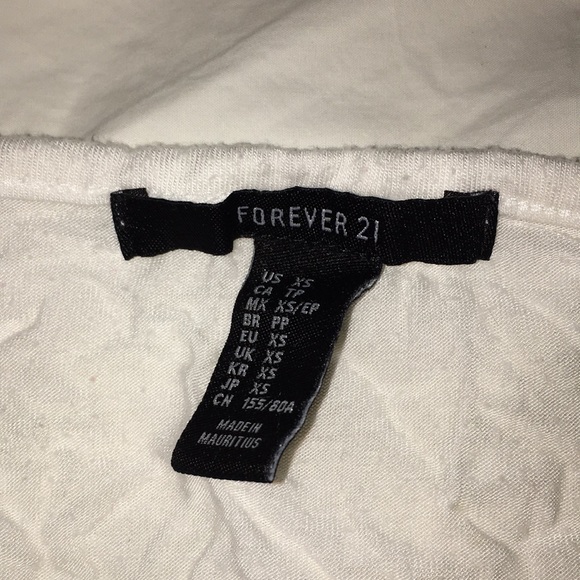 FOREVER 21
US XS
CA TP
MX XS/EP
BR PP
EU XS
UK XS
KR XS
JP XS
CN 155/80A
MADE IN
MAURITIUS